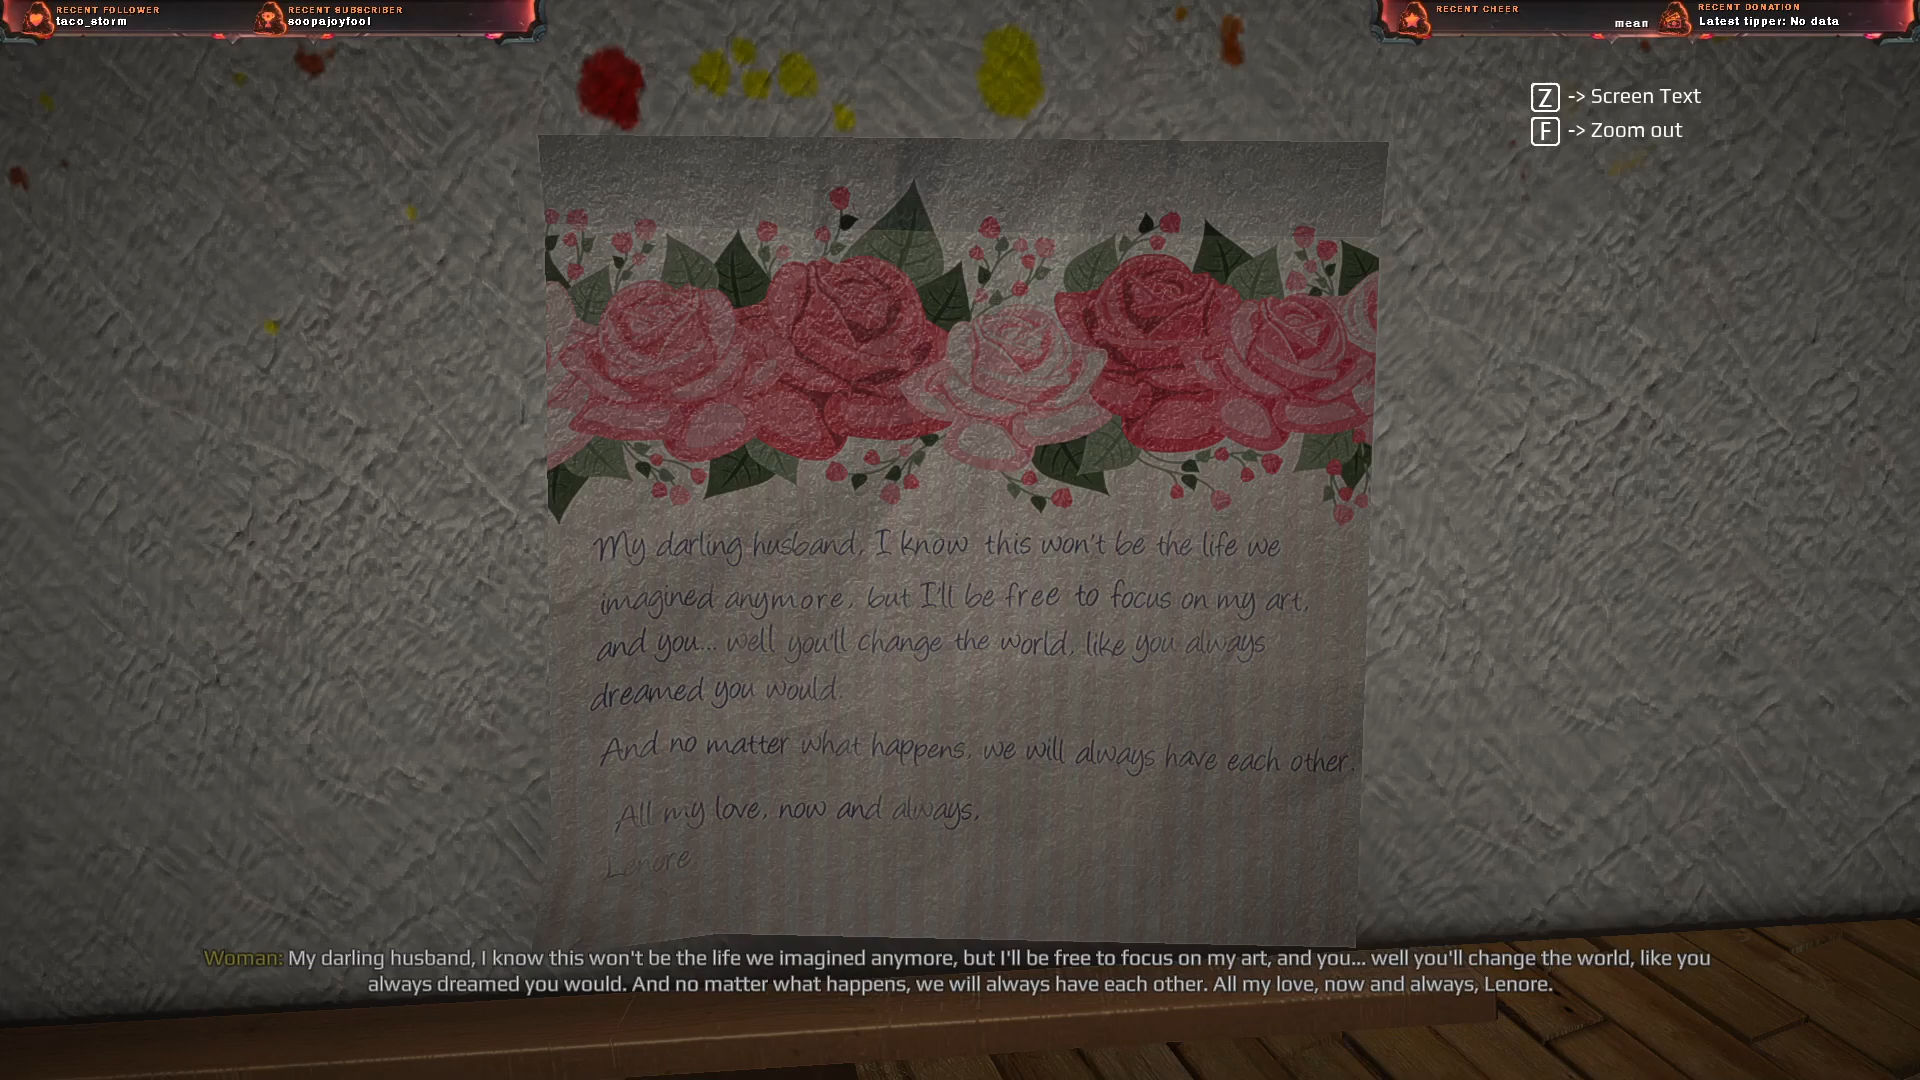 RECENT FOLLOWER
taco_storm
RECENT SUBSCRIBER
soopajoyfool
RECENT CHEER
mean
RECENT DONATION
Latest tipper: No data
Z -> Screen Text
F -> Zoom out
My darling husband, I know this won't be the life we
imagined anymore, but I'll be free to focus on my art,
and you... well you'll change the world, like you always
dreamed you would.
And no matter what happens, we will always have each other.
All my love, now and always,
Lenore
Woman: My darling husband, I know this won't be the life we imagined anymore, but I'll be free to focus on my art, and you... well you'll change the world, like you
always dreamed you would. And no matter what happens, we will always have each other. All my love, now and always, Lenore.